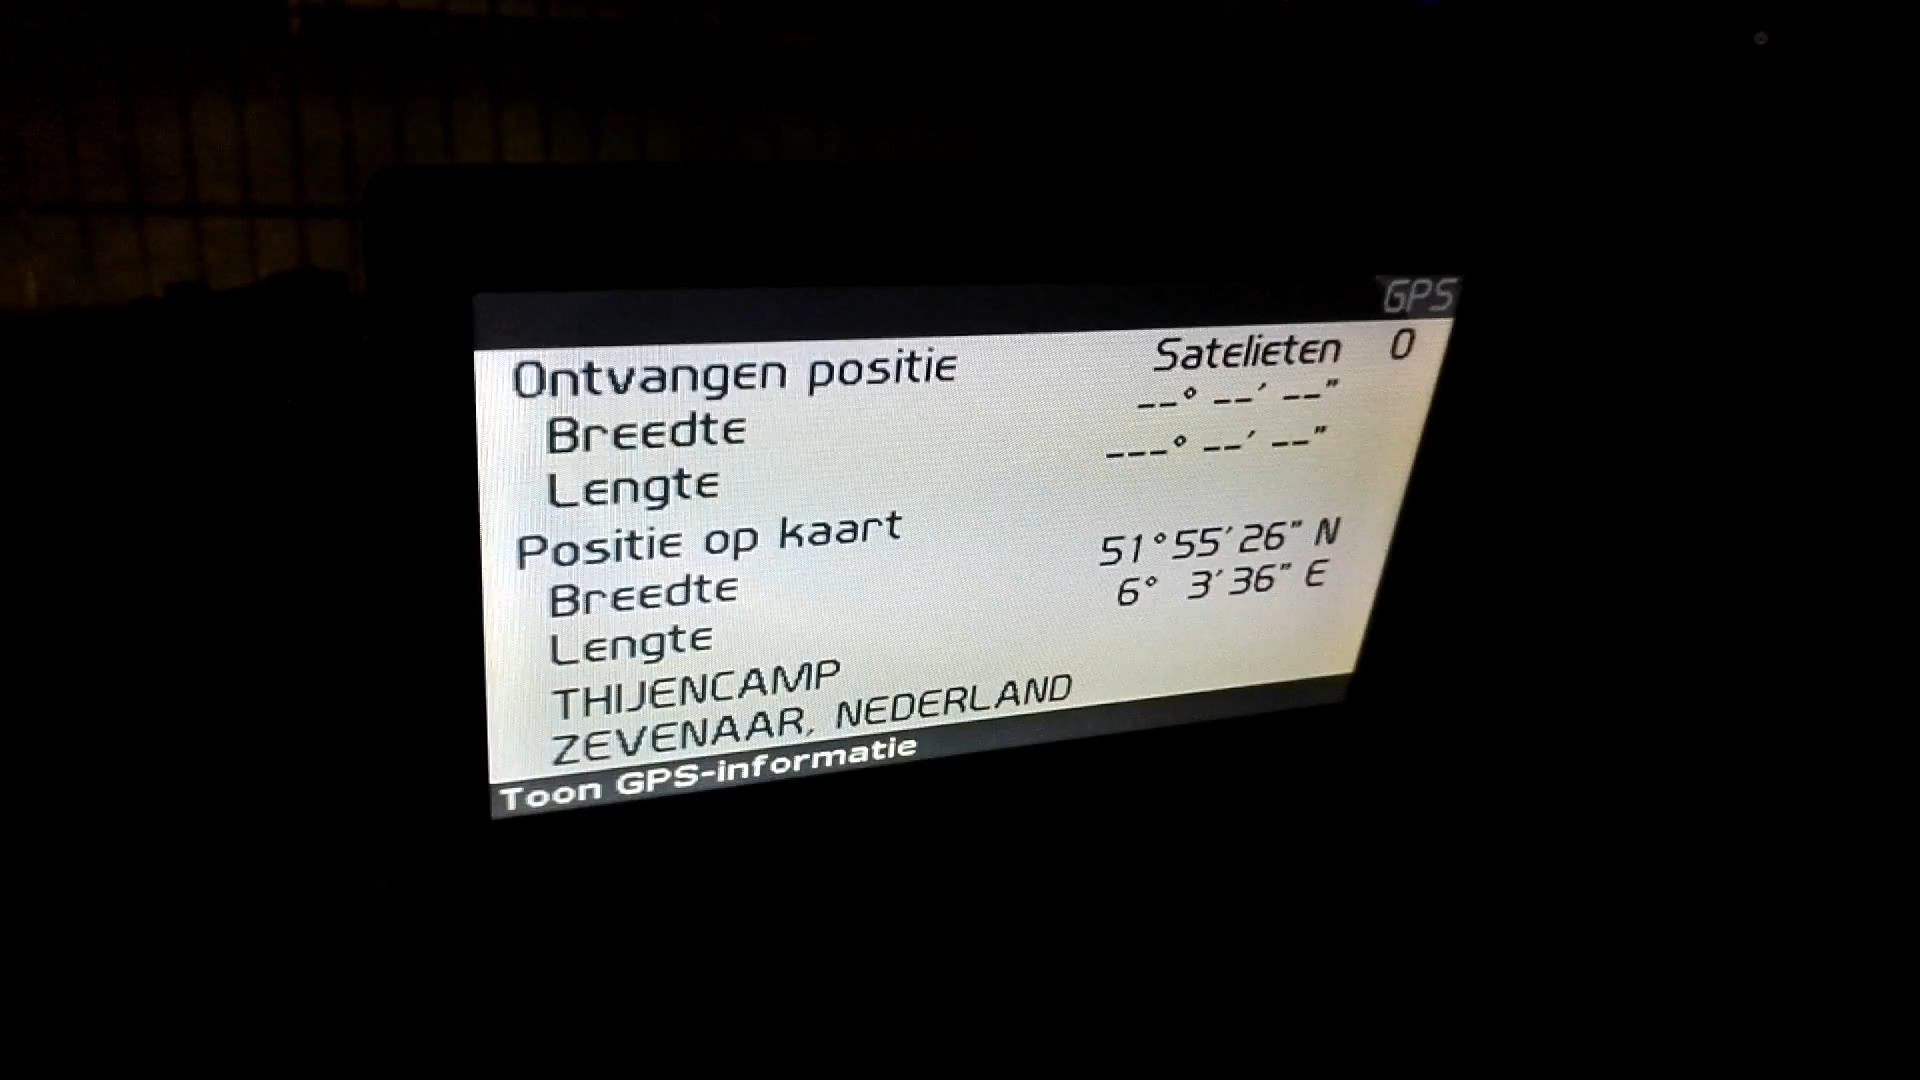 GPS
Ontvangen positie Satelieten 0
Breedte --° --' --"
Lengte ---° --' --"
Positie op kaart
Breedte 51°55'26" N
Lengte 6° 3'36" E
THIJENCAMP
ZEVENAAR, NEDERLAND
Toon GPS-informatie